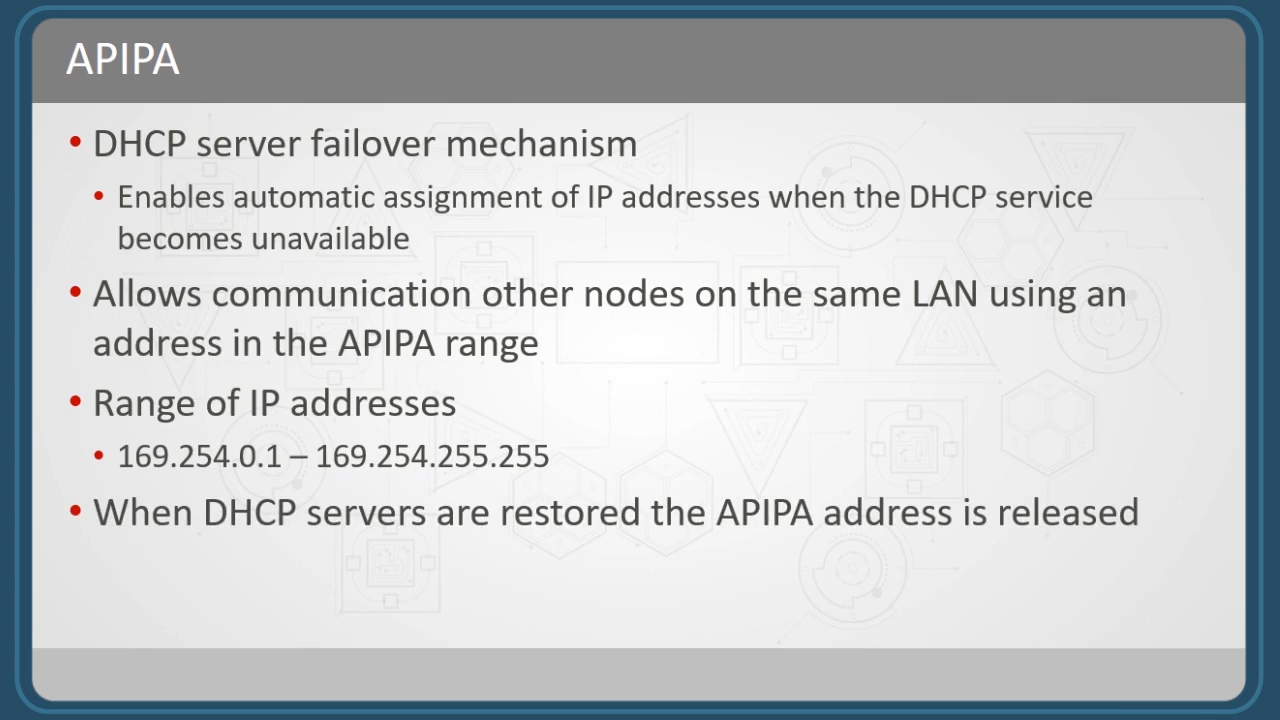 APIPA
• DHCP server failover mechanism
• Enables automatic assignment of IP addresses when the DHCP service
becomes unavailable
• Allows communication other nodes on the same LAN using an
address in the APIPA range
• Range of IP addresses
• 169.254.0.1 – 169.254.255.255
• When DHCP servers are restored the APIPA address is released